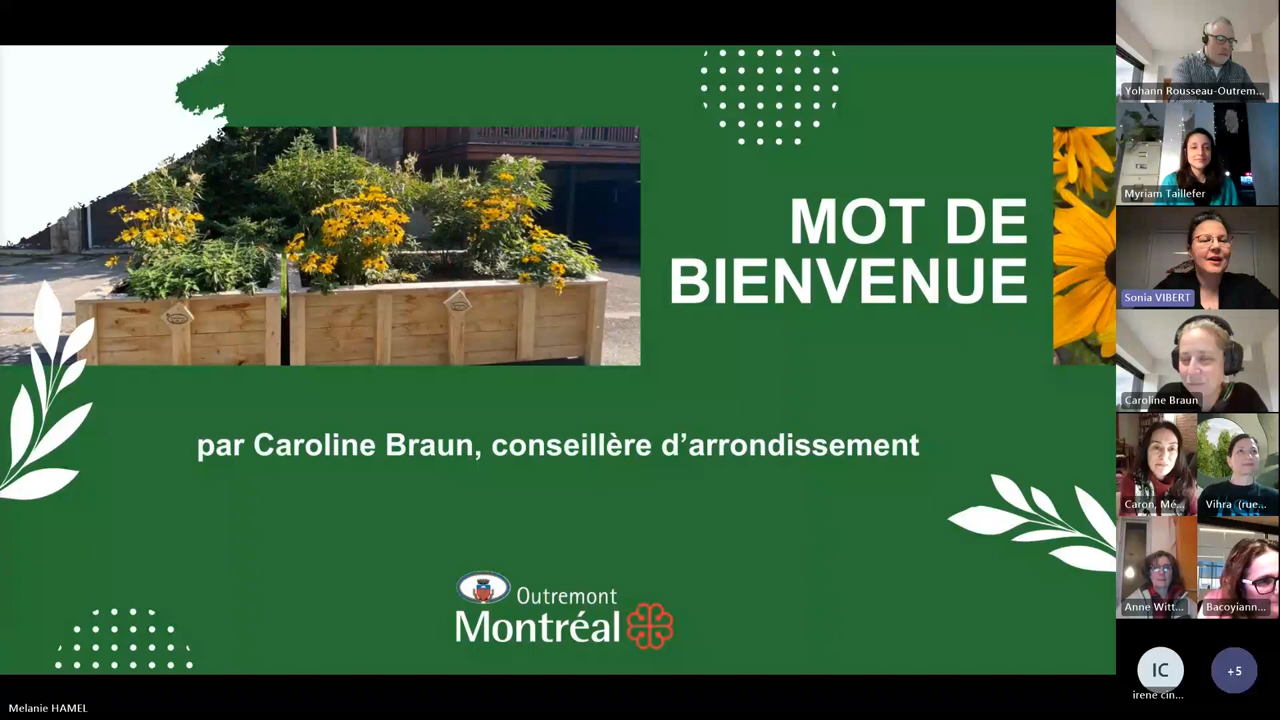 MOT DE
BIENVENUE
par Caroline Braun, conseillère d’arrondissement
Outremont
Montréal
Melanie HAMEL
Yohann Rousseau-Outrem...
Myriam Taillefer
Sonia VIBERT
Caroline Braun
Caron, Mé...
Vihra (rue...
Anne Witt...
Bacoyiann...
IC
irene cin...
+5